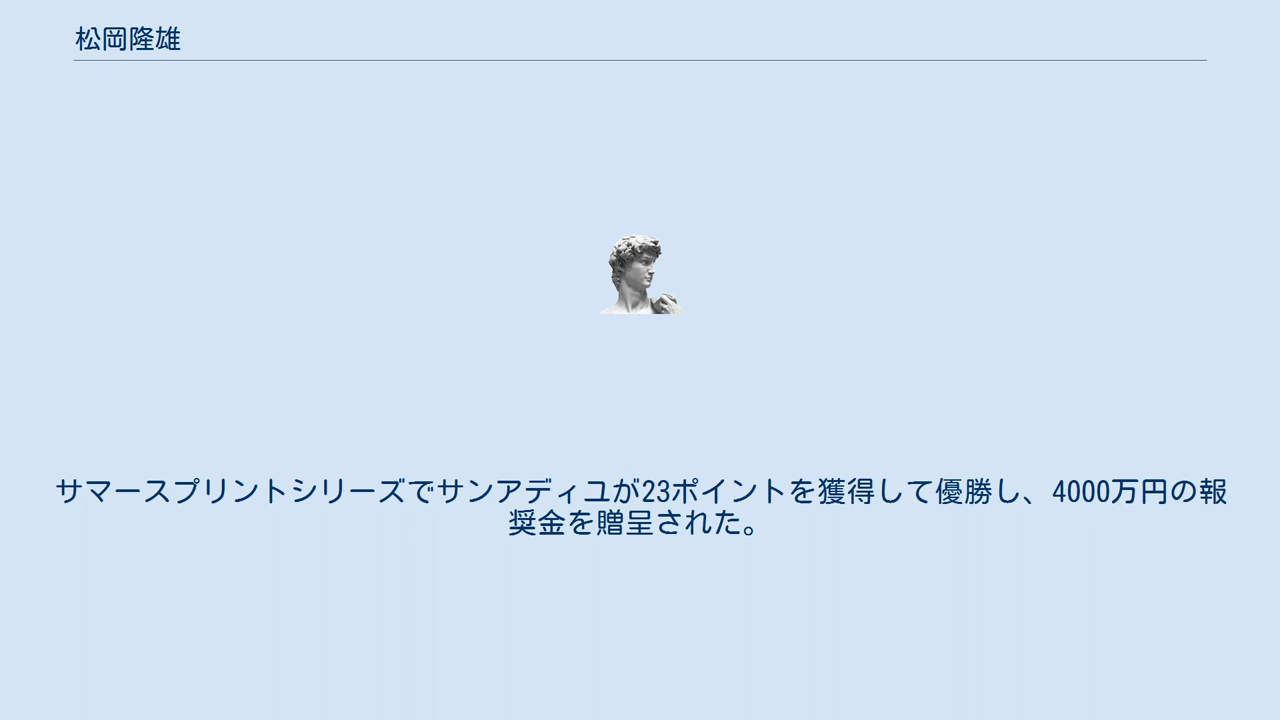 松岡隆雄
サマースプリントシリーズでサンアディユが23ポイントを獲得して優勝し、4000万円の報
奨金を贈呈された。